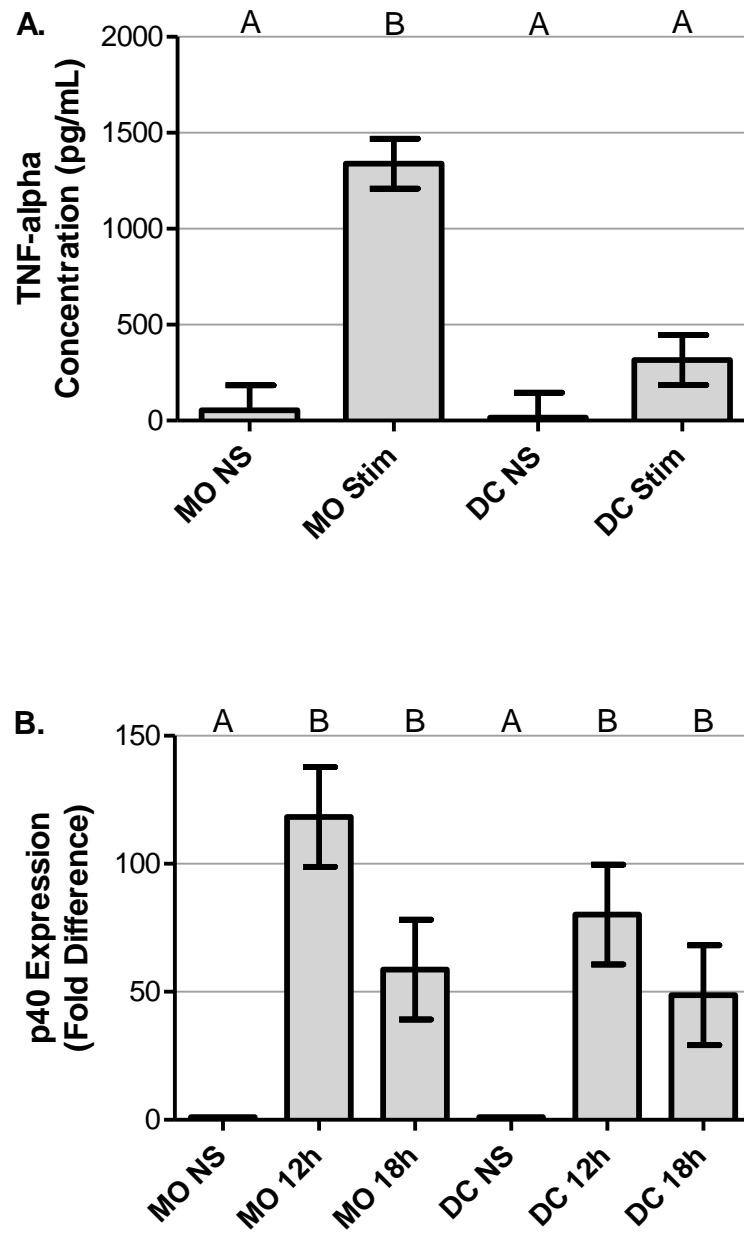 A.
A B A A
TNF-alpha
Concentration (pg/mL)
2000
1500
1000
500
0
MO NS
MO Stim
DC NS
DC Stim
B.
A B B A B B
p40 Expression
(Fold Difference)
150
100
50
0
MO NS
MO 12h
MO 18h
DC NS
DC 12h
DC 18h